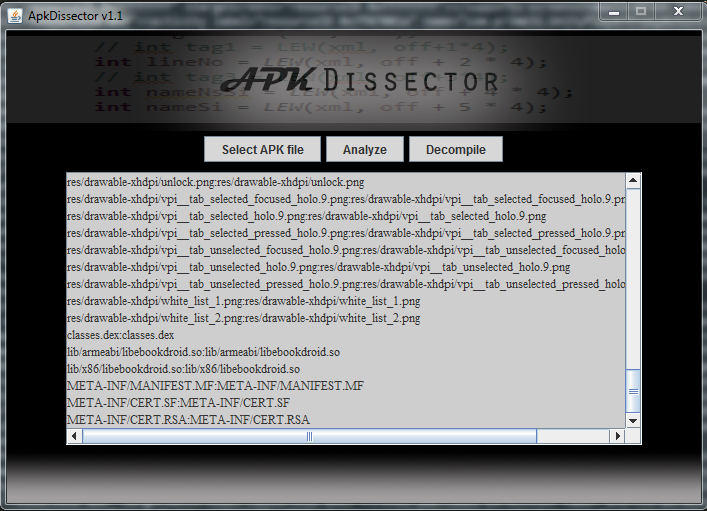 ApkDissector v1.1
// int tag1 = LEW(xml, off+1*4);
int lineNo = LEW(xml, off + 2 * 4);
// int tag3
int nameNsSi off + 4 * 4);
int nameSi = LEW(xml, off + 5 * 4);
APK DISSECTOR
Select APK file Analyze Decompile
res/drawable-xhdpi/unlock.png:res/drawable-xhdpi/unlock.png
res/drawable-xhdpi/vpi__tab_selected_focused_holo.9.png:res/drawable-xhdpi/vpi__tab_selected_focused_holo.9.pn
res/drawable-xhdpi/vpi__tab_selected_holo.9.png:res/drawable-xhdpi/vpi__tab_selected_holo.9.png
res/drawable-xhdpi/vpi__tab_selected_pressed_holo.9.png:res/drawable-xhdpi/vpi__tab_selected_pressed_holo.9.pn
res/drawable-xhdpi/vpi__tab_unselected_focused_holo.9.png:res/drawable-xhdpi/vpi__tab_unselected_focused_holo
res/drawable-xhdpi/vpi__tab_unselected_holo.9.png:res/drawable-xhdpi/vpi__tab_unselected_holo.9.png
res/drawable-xhdpi/vpi__tab_unselected_pressed_holo.9.png:res/drawable-xhdpi/vpi__tab_unselected_pressed_holo
res/drawable-xhdpi/white_list_1.png:res/drawable-xhdpi/white_list_1.png
res/drawable-xhdpi/white_list_2.png:res/drawable-xhdpi/white_list_2.png
classes.dex:classes.dex
lib/armeabi/libebookdroid.so:lib/armeabi/libebookdroid.so
lib/x86/libebookdroid.so:lib/x86/libebookdroid.so
META-INF/MANIFEST.MF:META-INF/MANIFEST.MF
META-INF/CERT.SF:META-INF/CERT.SF
META-INF/CERT.RSA:META-INF/CERT.RSA